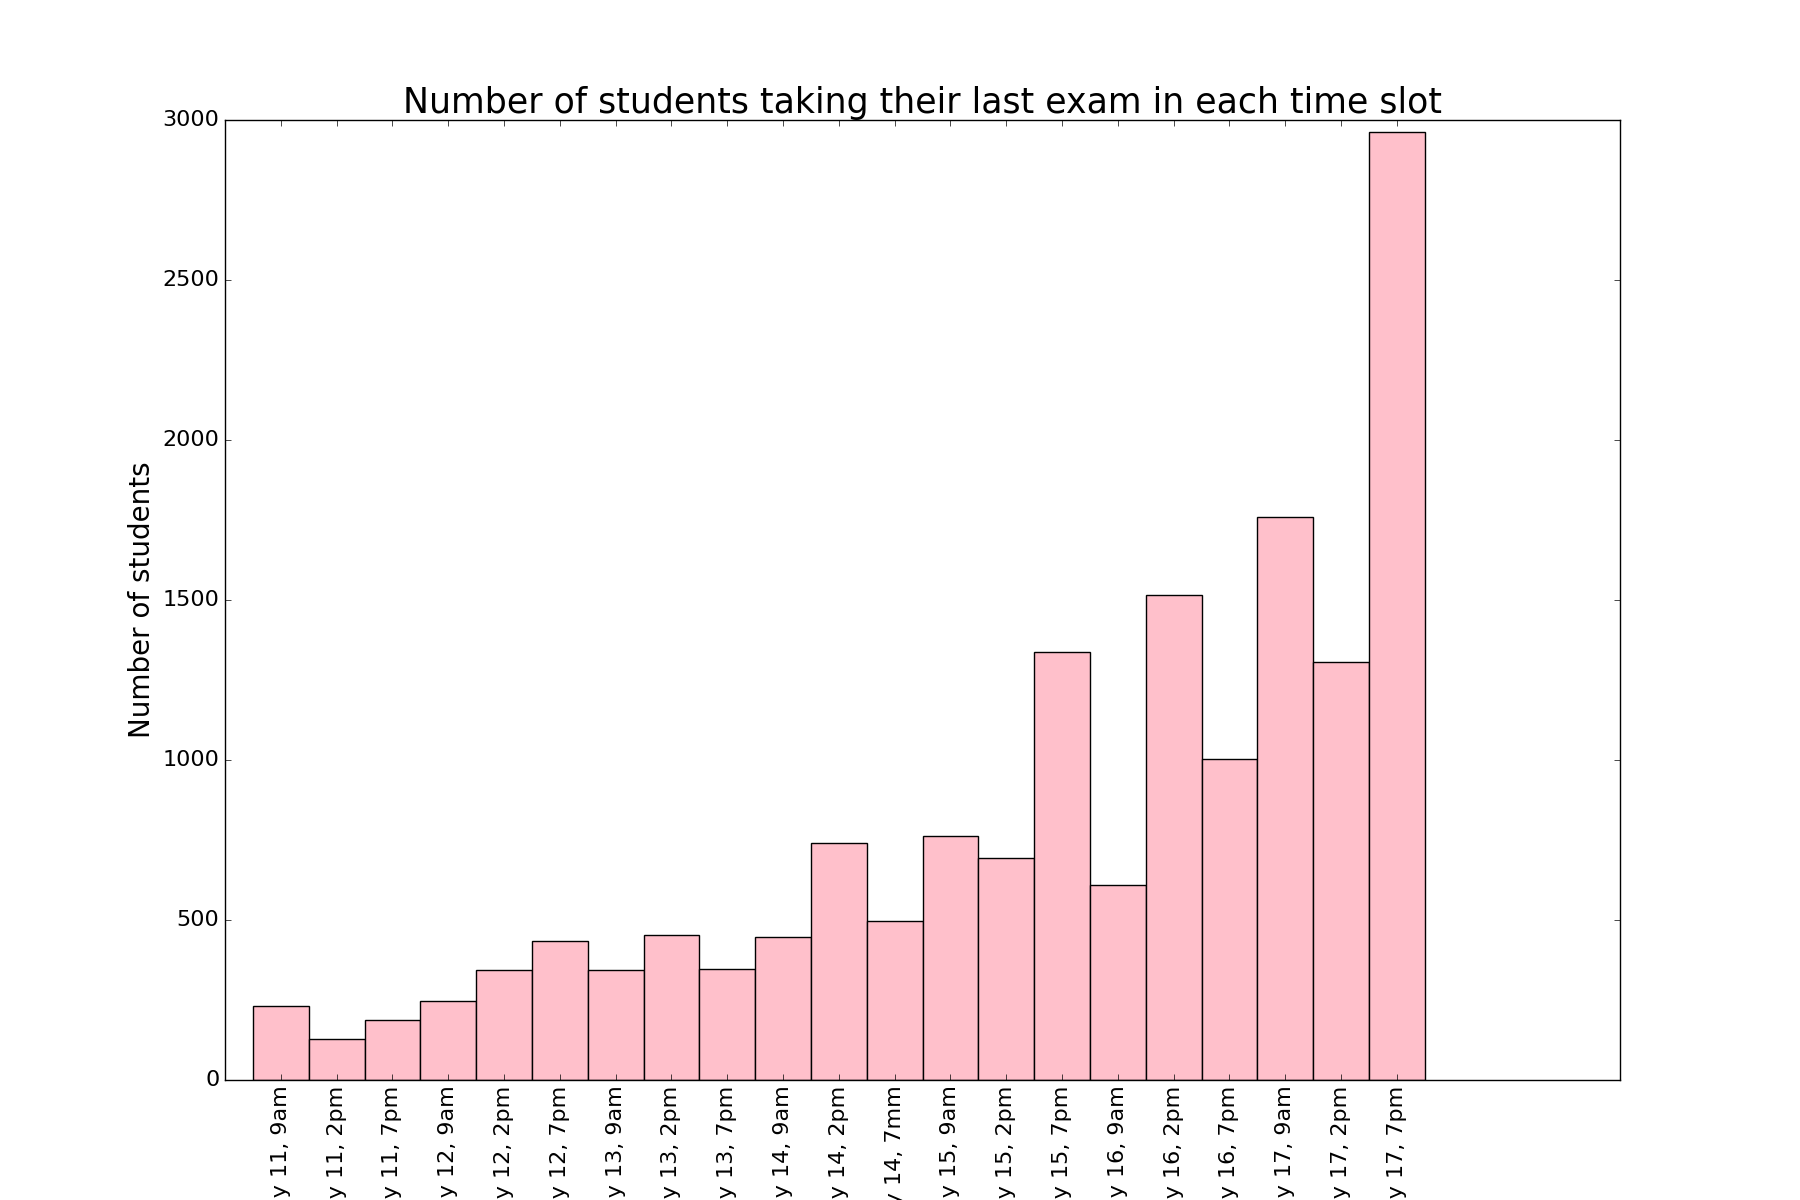 Number of students taking their last exam in each time slot
Number of students
3000
2500
2000
1500
1000
500
0
y 11, 9am
y 11, 2pm
y 11, 7pm
y 12, 9am
y 12, 2pm
y 12, 7pm
y 13, 9am
y 13, 2pm
y 13, 7pm
y 14, 9am
y 14, 2pm
y 14, 7mm
y 15, 9am
y 15, 2pm
y 15, 7pm
y 16, 9am
y 16, 2pm
y 16, 7pm
y 17, 9am
y 17, 2pm
y 17, 7pm